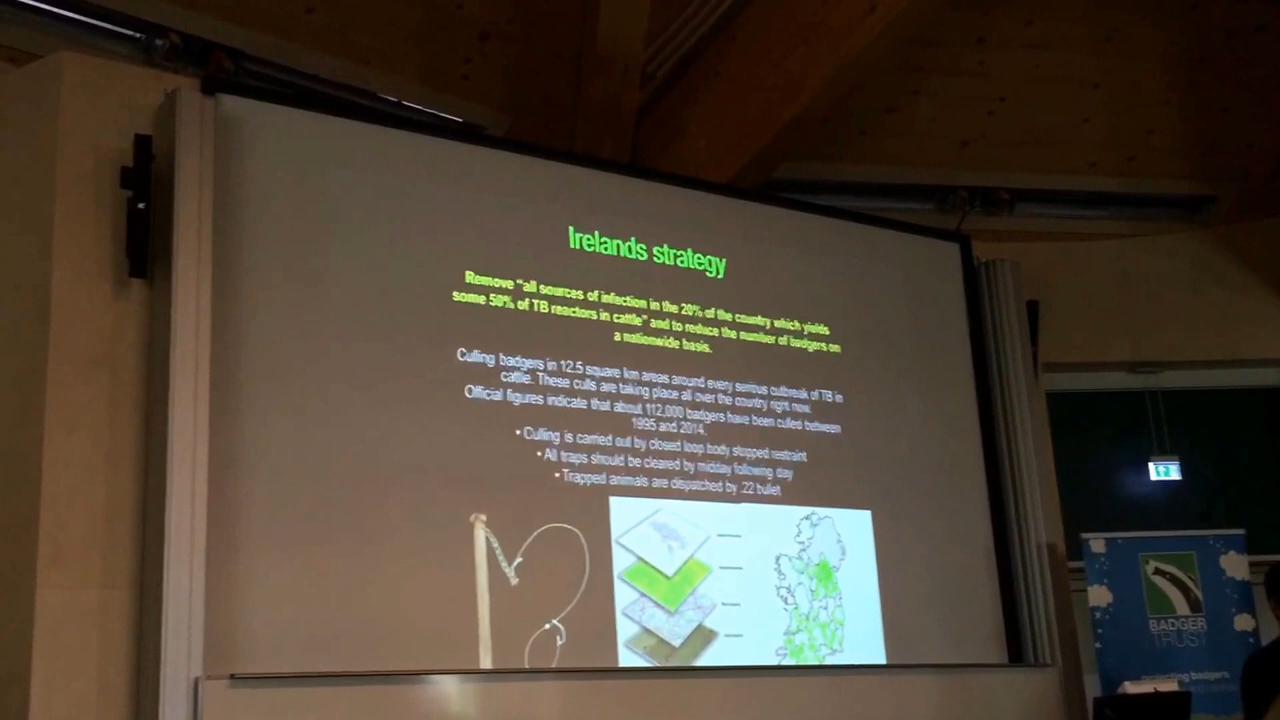 Irelands strategy
Remove "all sources of infection in the 20% of the country which yields
some 50% of TB reactors in cattle" and to reduce the number of badgers on
a nationwide basis.
Culling badgers in 12.5 square km areas around every serious outbreak of TB in
cattle. These culls are taking place all over the country right now.
Official figures indicate that about 112,000 badgers have been culled between
1995 and 2014.
• Culling is carried out by closed loop body stopped restraint
• All traps should be cleared by midday following day
• Trapped animals are dispatched by .22 bullet
BADGER
TRUST
protecting badgers